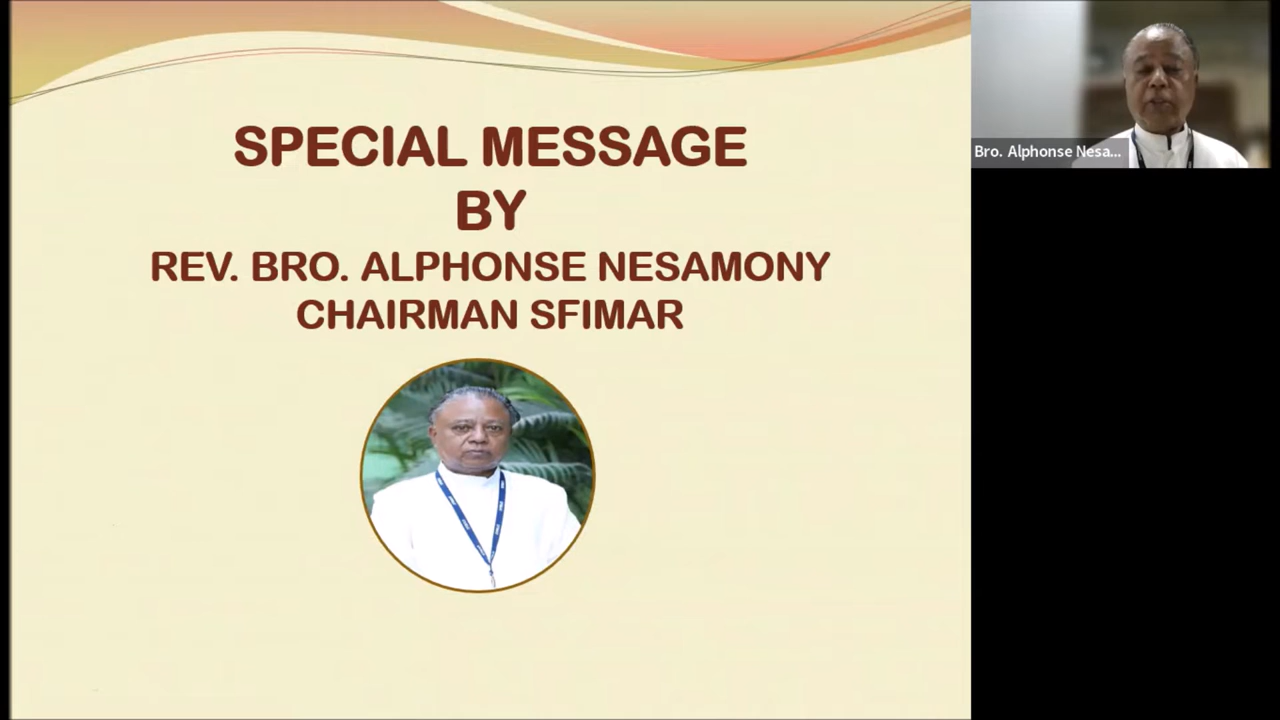 SPECIAL MESSAGE
BY
REV. BRO. ALPHONSE NESAMONY
CHAIRMAN SFIMAR
Bro. Alphonse Nesa...